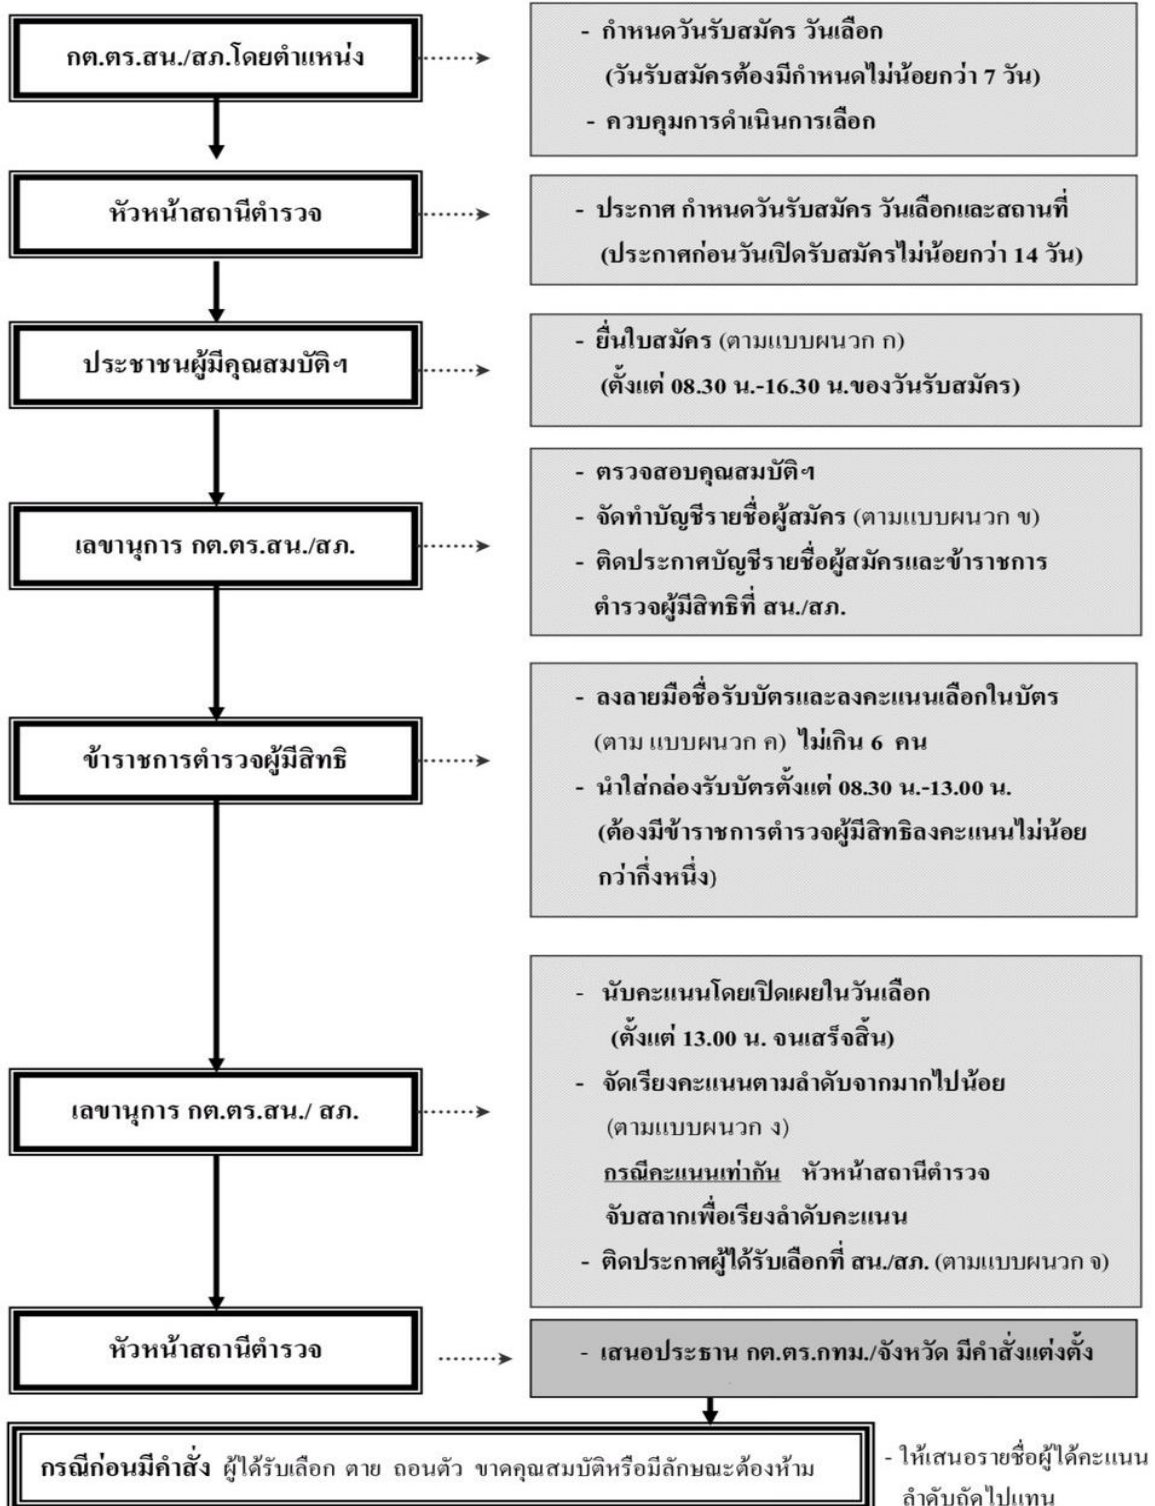 กต.ตร.สน./สภ.โดยตำแหน่ง
- กำหนดวันรับสมัคร วันเลือก
(วันรับสมัครต้องมีกำหนดไม่น้อยกว่า 7 วัน)
- ควบคุมการดำเนินการเลือก
หัวหน้าสถานีตำรวจ
- ประกาศ กำหนดวันรับสมัคร วันเลือกและสถานที่
(ประกาศก่อนวันเปิดรับสมัครไม่น้อยกว่า 14 วัน)
ประชาชนผู้มีคุณสมบัติฯ
- ยื่นใบสมัคร (ตามแบบผนวก ก)
(ตั้งแต่ 08.30 น.-16.30 น.ของวันรับสมัคร)
เลขานุการ กต.ตร.สน./สภ.
- ตรวจสอบคุณสมบัติฯ
- จัดทำบัญชีรายชื่อผู้สมัคร (ตามแบบผนวก ข)
- ติดประกาศบัญชีรายชื่อผู้สมัครและข้าราชการ
ตำรวจผู้มีสิทธิที่ สน./สภ.
ข้าราชการตำรวจผู้มีสิทธิ
- ลงลายมือชื่อรับบัตรและลงคะแนนเลือกในบัตร
(ตาม แบบผนวก ค) ไม่เกิน 6 คน
- นำใส่กล่องรับบัตรตั้งแต่ 08.30 น.-13.00 น.
(ต้องมีข้าราชการตำรวจผู้มีสิทธิลงคะแนนไม่น้อย
กว่ากึ่งหนึ่ง)
เลขานุการ กต.ตร.สน./ สภ.
- นับคะแนนโดยเปิดเผยในวันเลือก
(ตั้งแต่ 13.00 น. จนเสร็จสิ้น)
- จัดเรียงคะแนนตามลำดับจากมากไปน้อย
(ตามแบบผนวก ง)
กรณีคะแนนเท่ากัน หัวหน้าสถานีตำรวจ
จับสลากเพื่อเรียงลำดับคะแนน
- ติดประกาศผู้ได้รับเลือกที่ สน./สภ. (ตามแบบผนวก จ)
หัวหน้าสถานีตำรวจ
- เสนอประธาน กต.ตร.กทม./จังหวัด มีคำสั่งแต่งตั้ง
กรณีก่อนมีคำสั่ง ผู้ได้รับเลือก ตาย ถอนตัว ขาดคุณสมบัติหรือมีลักษณะต้องห้าม
- ให้เสนอรายชื่อผู้ได้คะแนน
ลำดับถัดไปแทน